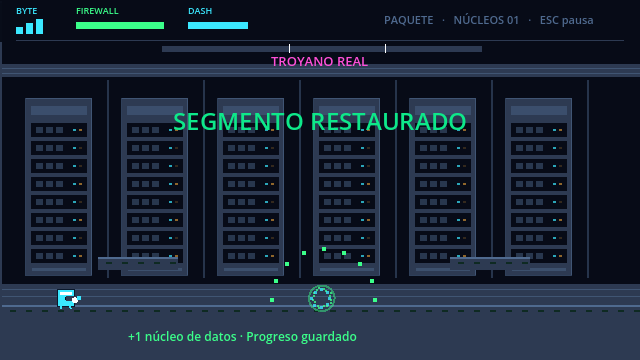 BYTE
FIREWALL
DASH
PAQUETE · NÚCLEOS 01 · ESC pausa
TROYANO REAL
SEGMENTO RESTAURADO
+1 núcleo de datos · Progreso guardado